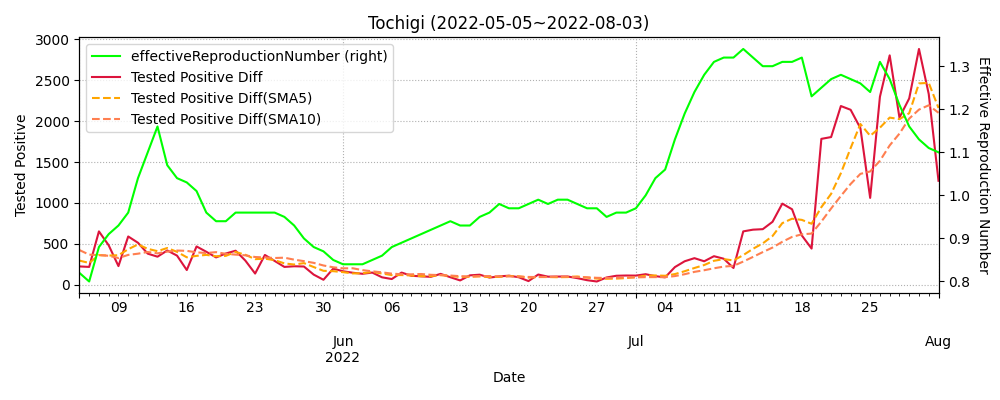 Tochigi (2022-05-05~2022-08-03)
effectiveReproductionNumber (right)
Tested Positive Diff
Tested Positive Diff(SMA5)
Tested Positive Diff(SMA10)
Tested Positive
3000
2500
2000
1500
1000
500
0
Effective Reproduction Number
1.3
1.2
1.1
1.0
0.9
0.8
09 16 23 30 06 13 20 27 04 11 18 25
Jun Jul Aug
2022
Date